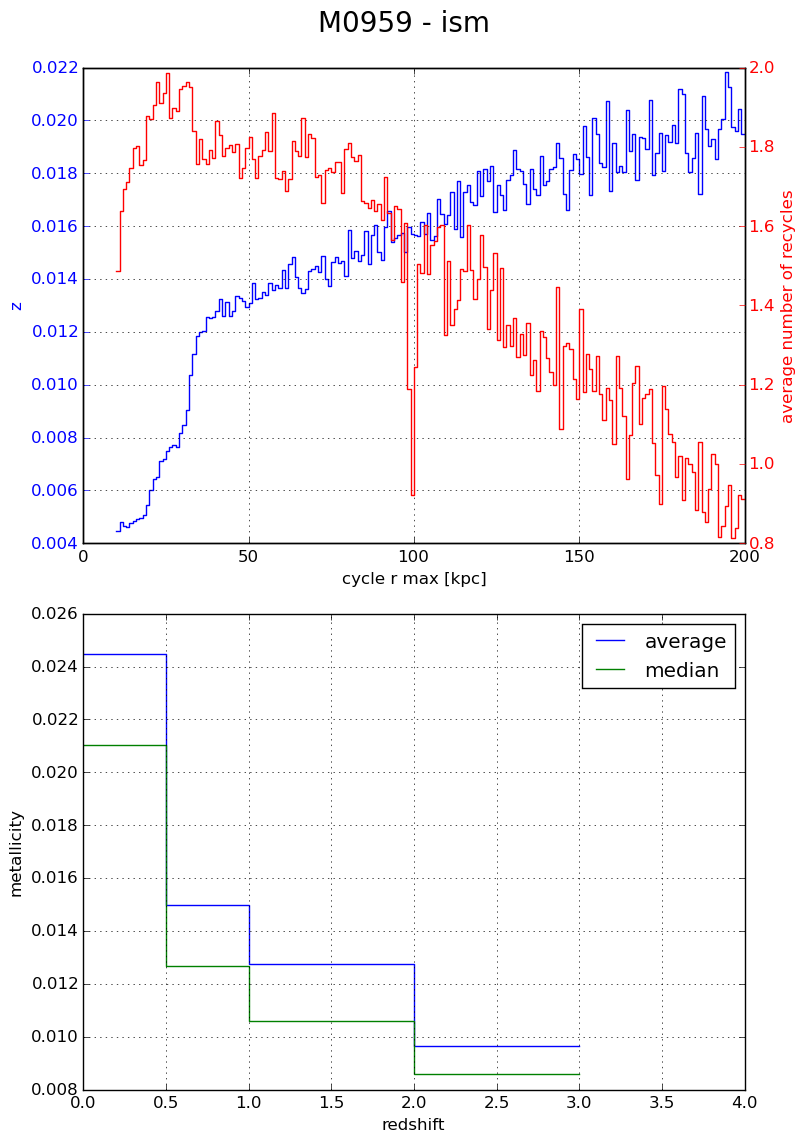 M0959 - ism
0.022
0.020
0.018
0.016
0.014
0.012
0.010
0.008
0.006
0.004
z
2.0
1.8
1.6
1.4
1.2
1.0
0.8
average number of recycles
0 50 100 150 200
cycle r max [kpc]
0.026
0.024
0.022
0.020
0.018
0.016
0.014
0.012
0.010
0.008
metallicity
average
median
0.0 0.5 1.0 1.5 2.0 2.5 3.0 3.5 4.0
redshift